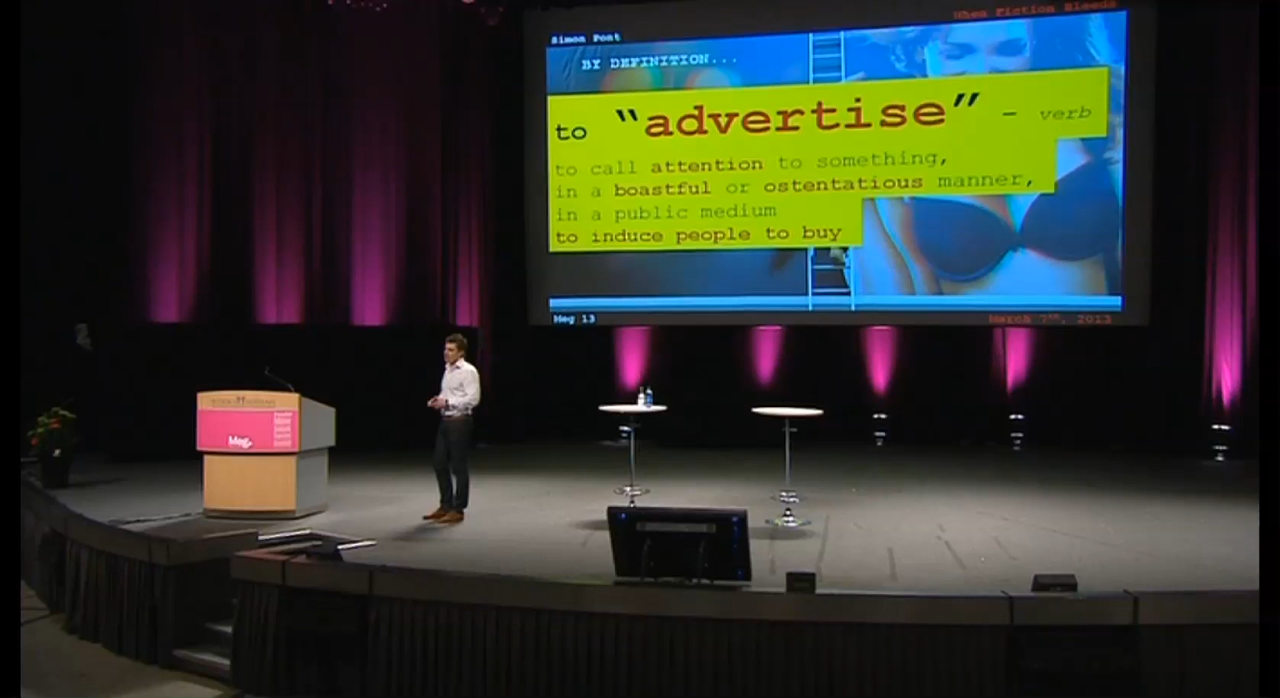 When Fiction Bleeds
Simon Pont
BY DEFINITION...
to "advertise" - verb
to call attention to something,
in a boastful or ostentatious manner,
in a public medium
to induce people to buy
Meg 13
March 7th, 2013
Meg.